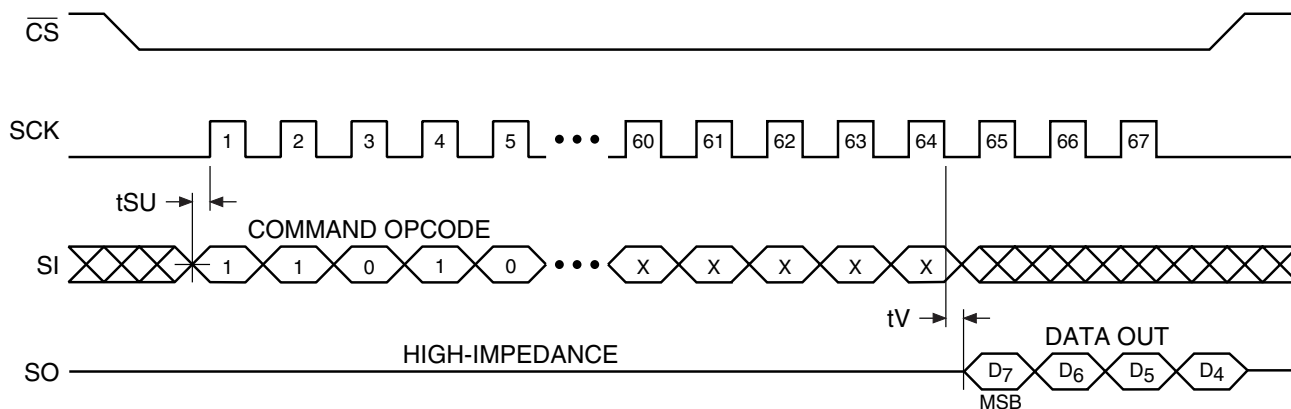 CS
SCK
1 2 3 4 5 ••• 60 61 62 63 64 65 66 67
tSU
COMMAND OPCODE
SI
1 1 0 1 0 ••• X X X X X
tV
HIGH-IMPEDANCE
DATA OUT
SO
D7 D6 D5 D4
MSB